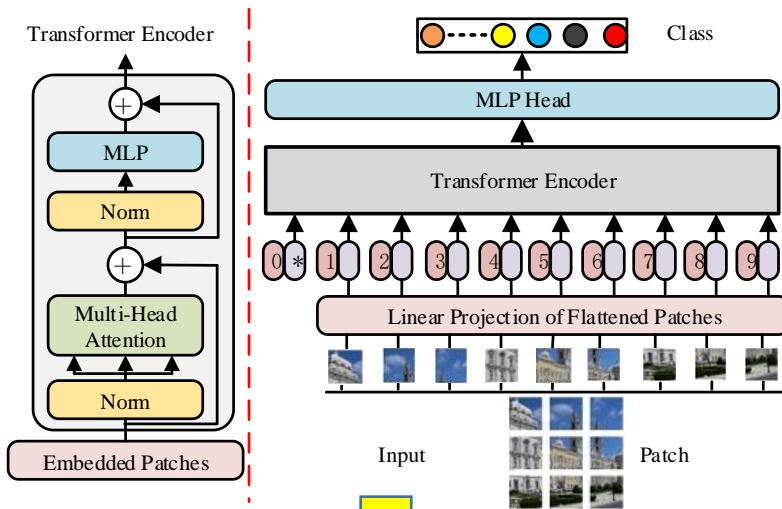 Transformer Encoder
+
MLP
Norm
+
Multi-Head
Attention
Norm
Embedded Patches
Class
MLP Head
Transformer Encoder
0 * 1 2 3 4 5 6 7 8 9
Linear Projection of Flattened Patches
Input
Patch